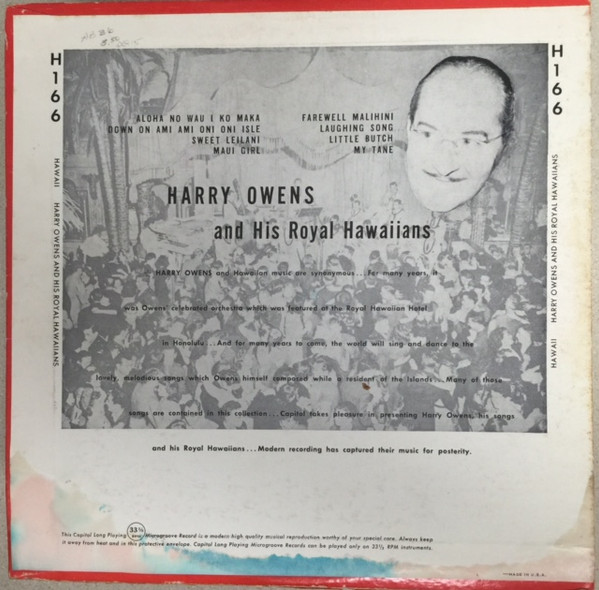 H166
H166
ALOHA NO WAU I KO MAKA
DOWN ON AMI AMI ONI ONI ISLE
SWEET LEILANI
MAUI GIRL
FAREWELL MALIHINI
LAUGHING SONG
LITTLE BUTCH
MY TANE
HARRY OWENS
and His Royal Hawaiians
HAWAII HARRY OWENS AND HIS ROYAL HAWAIIANS
HAWAII HARRY OWENS AND HIS ROYAL HAWAIIANS
HARRY OWENS and Hawaiian music are synonymous...For many years, it
was Owens' celebrated orchestra which was featured at the Royal Hawaiian Hotel
in Honolulu...And for many years to come, the world will sing and dance to the
lovely, melodious songs which Owens himself composed while a resident of the Islands...Many of those
songs are contained in this collection...Capitol takes pleasure in presenting Harry Owens, his songs
and his Royal Hawaiians...Modern recording has captured their music for posterity.
This Capitol Long Playing 33⅓ Microgroove Record is a modern high quality musical reproduction worthy of your special care. Always keep
it away from heat and in this protective envelope. Capitol Long Playing Microgroove Records can be played only on 33⅓ RPM instruments.
MADE IN U.S.A.